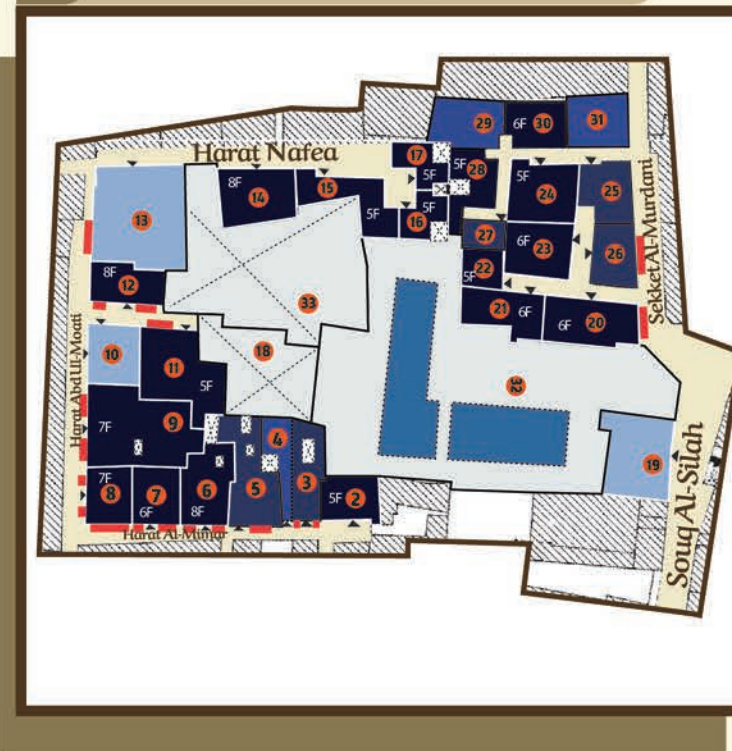 Harat Nafea
29
6F 30
31
17
5F
5F 28
8F
14
15
5F
5F
16
5F
24
25
13
27
6F 23
26
Sekket Al-Murdani
8F
12
33
5F 22
21 6F
6F 20
10
11
5F
18
32
Harat Abd Ul-Moati
7F
9
4
19
7F
8
7
6F
6
8F
5
3
5F 2
Harat Al-Mimar
Souq Al-Silah